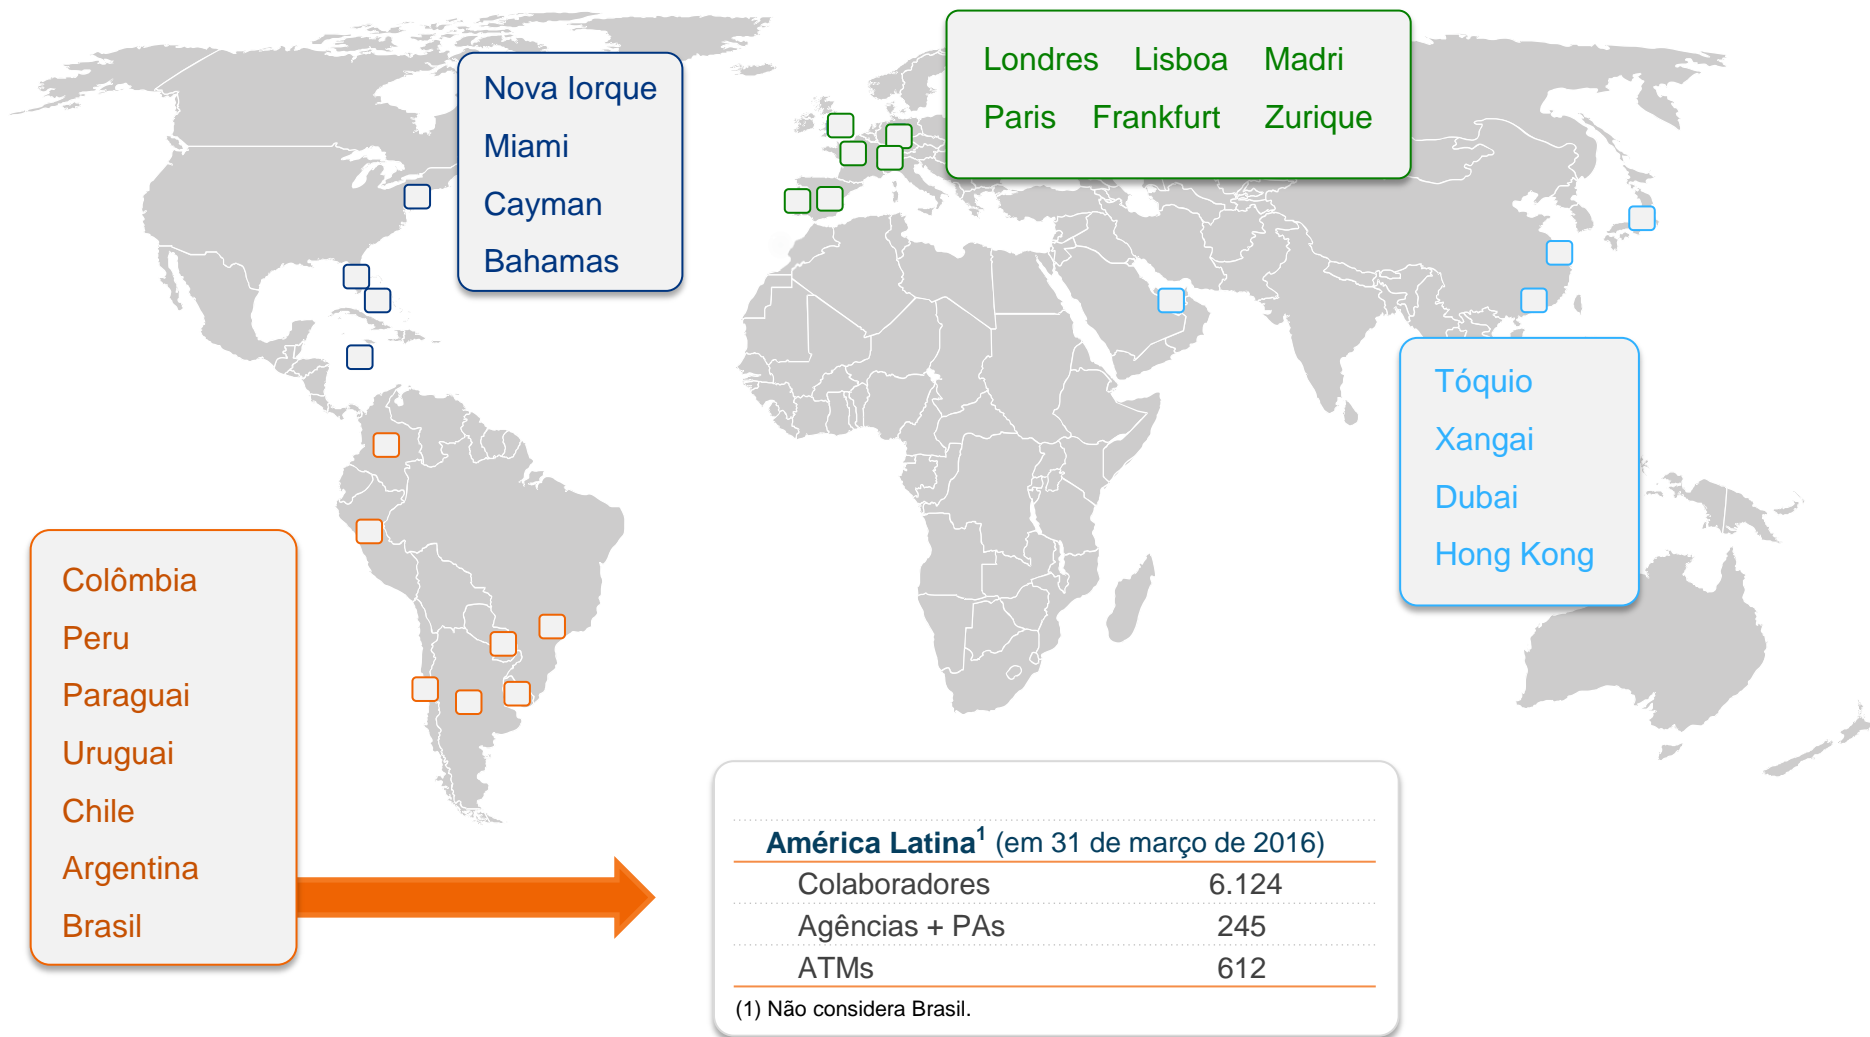 Nova Iorque
Miami
Cayman
Bahamas
Londres Lisboa Madri
Paris Frankfurt Zurique
Tóquio
Xangai
Dubai
Hong Kong
Colômbia
Peru
Paraguai
Uruguai
Chile
Argentina
Brasil
América Latina¹ (em 31 de março de 2016)
Colaboradores 6.124
Agências + PAs 245
ATMs 612
(1) Não considera Brasil.